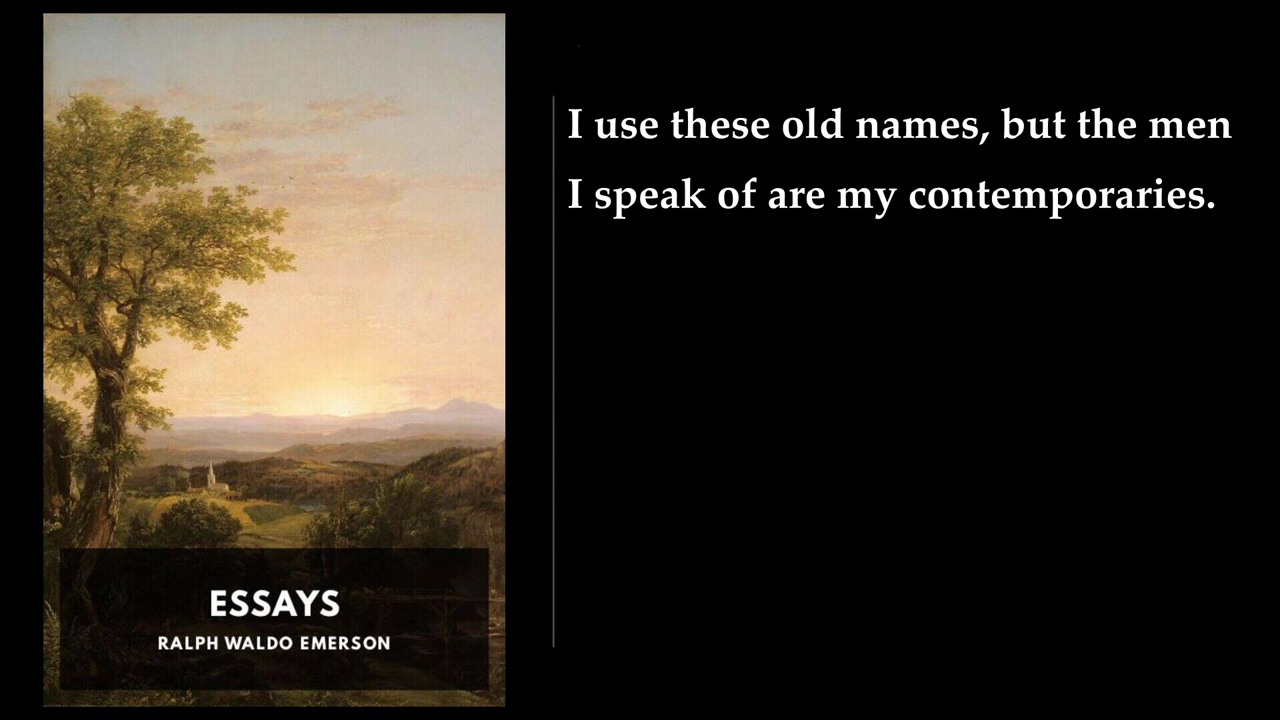 ESSAYS
RALPH WALDO EMERSON
I use these old names, but the men
I speak of are my contemporaries.